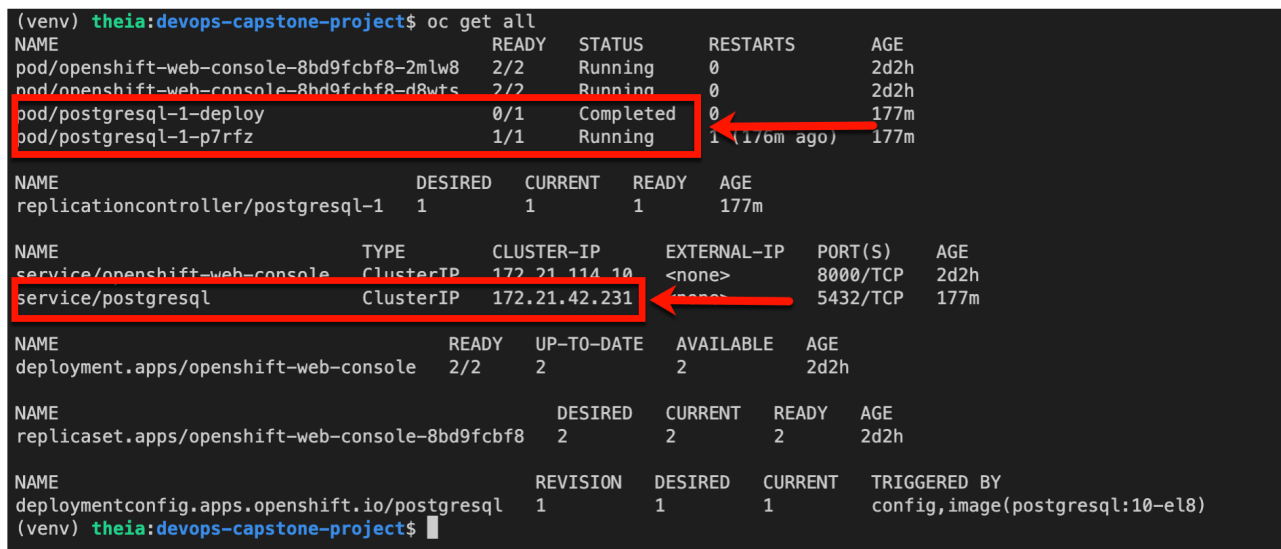 (venv) theia:devops-capstone-project$ oc get all
NAME READY STATUS RESTARTS AGE
pod/openshift-web-console-8bd9fcbf8-2mlw8 2/2 Running 0 2d2h
pod/openshift-web-console-8bd9fcbf8-d8wts 2/2 Running 0 2d2h
pod/postgresql-1-deploy 0/1 Completed 0 177m
pod/postgresql-1-p7rfz 1/1 Running 1 (176m ago) 177m
NAME DESIRED CURRENT READY AGE
replicationcontroller/postgresql-1 1 1 1 177m
NAME TYPE CLUSTER-IP EXTERNAL-IP PORT(S) AGE
service/openshift-web-console ClusterIP 172.21.114.10 <none> 8000/TCP 2d2h
service/postgresql ClusterIP 172.21.42.231 <none> 5432/TCP 177m
NAME READY UP-TO-DATE AVAILABLE AGE
deployment.apps/openshift-web-console 2/2 2 2 2d2h
NAME DESIRED CURRENT READY AGE
replicaset.apps/openshift-web-console-8bd9fcbf8 2 2 2 2d2h
NAME REVISION DESIRED CURRENT TRIGGERED BY
deploymentconfig.apps.openshift.io/postgresql 1 1 1 config,image(postgresql:10-el8)
(venv) theia:devops-capstone-project$